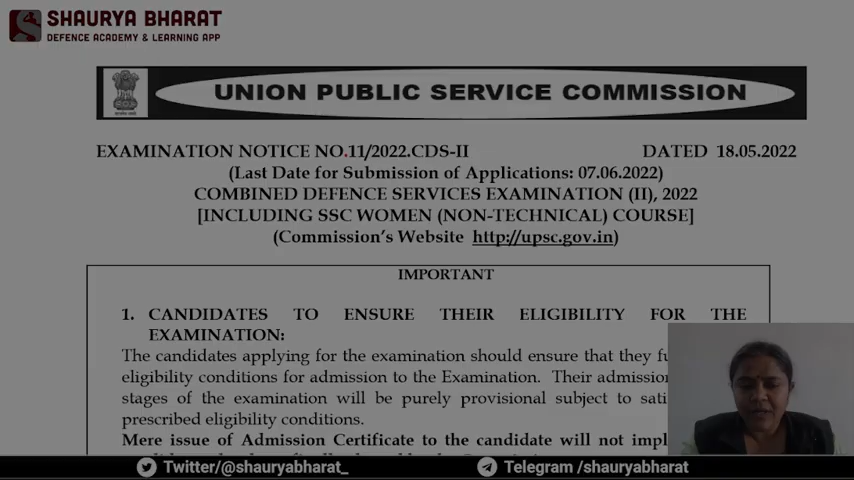 SHAURYA BHARAT
DEFENCE ACADEMY & LEARNING APP
UNION PUBLIC SERVICE COMMISSION
EXAMINATION NOTICE NO.11/2022.CDS-II DATED 18.05.2022
(Last Date for Submission of Applications: 07.06.2022)
COMBINED DEFENCE SERVICES EXAMINATION (II), 2022
[INCLUDING SSC WOMEN (NON-TECHNICAL) COURSE]
(Commission's Website http://upsc.gov.in)
IMPORTANT
1. CANDIDATES TO ENSURE THEIR ELIGIBILITY FOR THE
EXAMINATION:
The candidates applying for the examination should ensure that they
eligibility conditions for admission to the Examination. Their
stages of the examination will be purely provisional subject to
prescribed eligibility conditions.
Mere issue of Admission Certificate to the candidate will not
Twitter/@shauryabharat_ Telegram /shauryabharat